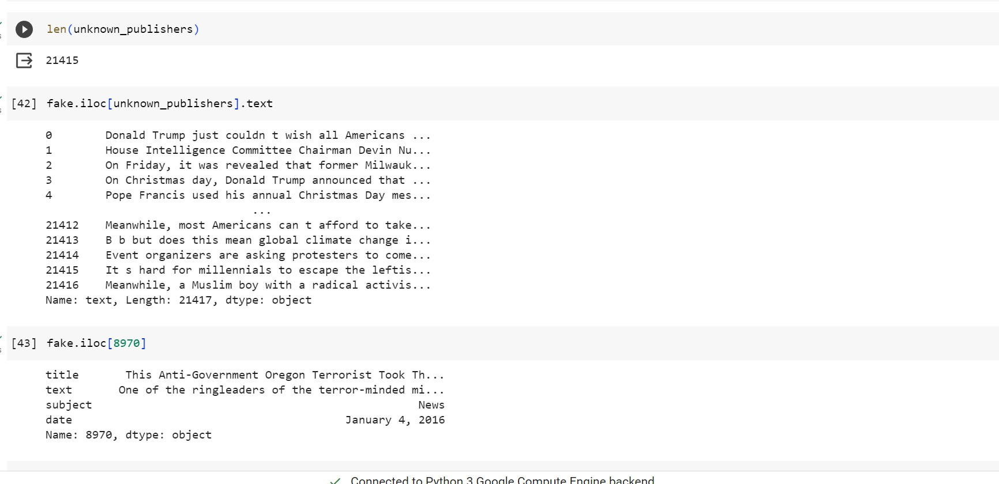 len(unknown_publishers)
21415
[42] fake.iloc[unknown_publishers].text
0 Donald Trump just couldn t wish all Americans ...
1 House Intelligence Committee Chairman Devin Nu...
2 On Friday, it was revealed that former Milwauk...
3 On Christmas day, Donald Trump announced that ...
4 Pope Francis used his annual Christmas Day mes...
...
21412 Meanwhile, most Americans can t afford to take...
21413 B b but does this mean global climate change i...
21414 Event organizers are asking protesters to come...
21415 It s hard for millennials to escape the leftis...
21416 Meanwhile, a Muslim boy with a radical activis...
Name: text, Length: 21417, dtype: object
[43] fake.iloc[8970]
title This Anti-Government Oregon Terrorist Took Th...
text One of the ringleaders of the terror-minded mi...
subject News
date January 4, 2016
Name: 8970, dtype: object
Connected to Python 3 Google Compute Engine backend